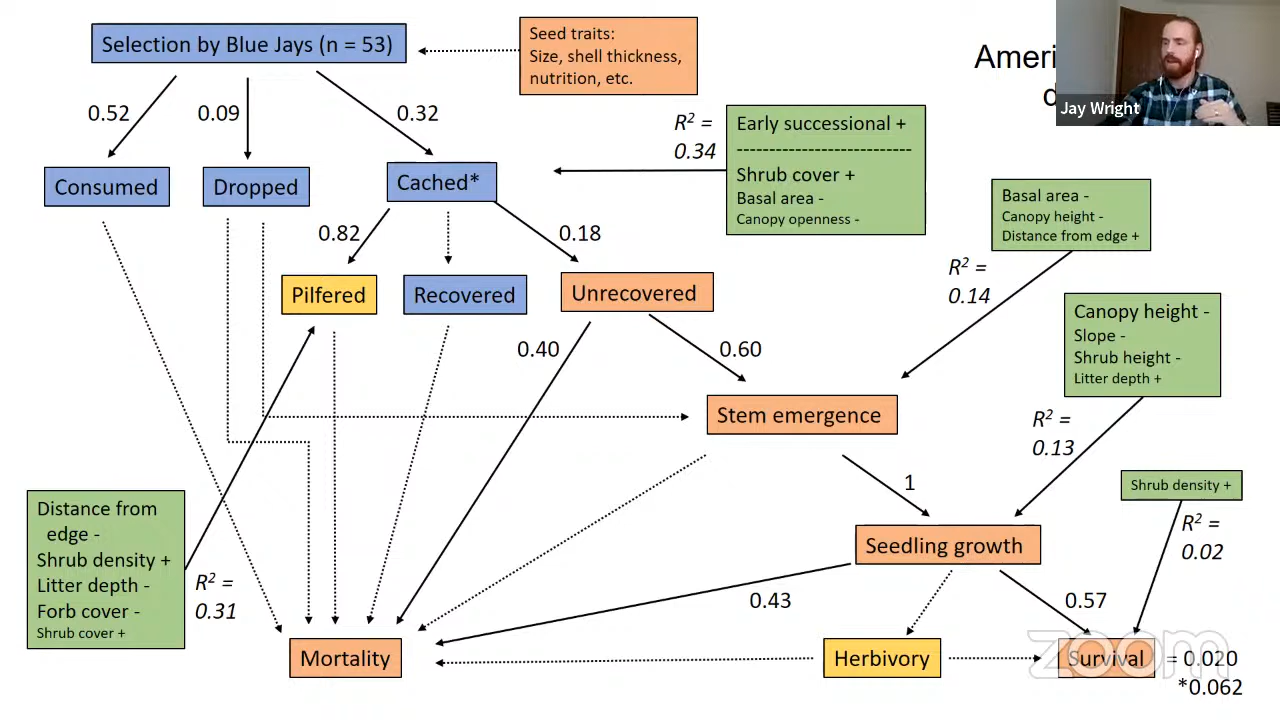 Selection by Blue Jays (n = 53)
Seed traits:
Size, shell thickness,
nutrition, etc.
Ameri
Jay Wright
0.52
0.09
0.32
R² =
0.34
Early successional +
---------------------------
Shrub cover +
Basal area -
Canopy openness -
Consumed
Dropped
Cached*
Basal area -
Canopy height -
Distance from edge +
0.82
0.18
R² =
0.14
Pilfered
Recovered
Unrecovered
Canopy height -
Slope -
Shrub height -
Litter depth +
0.40
0.60
Stem emergence
R² =
0.13
1
Shrub density +
Distance from
edge -
Shrub density +
Litter depth -
Forb cover -
Shrub cover +
R² =
0.31
Seedling growth
R² =
0.02
0.43
0.57
Mortality
Herbivory
Survival
= 0.020
*0.062
zoom